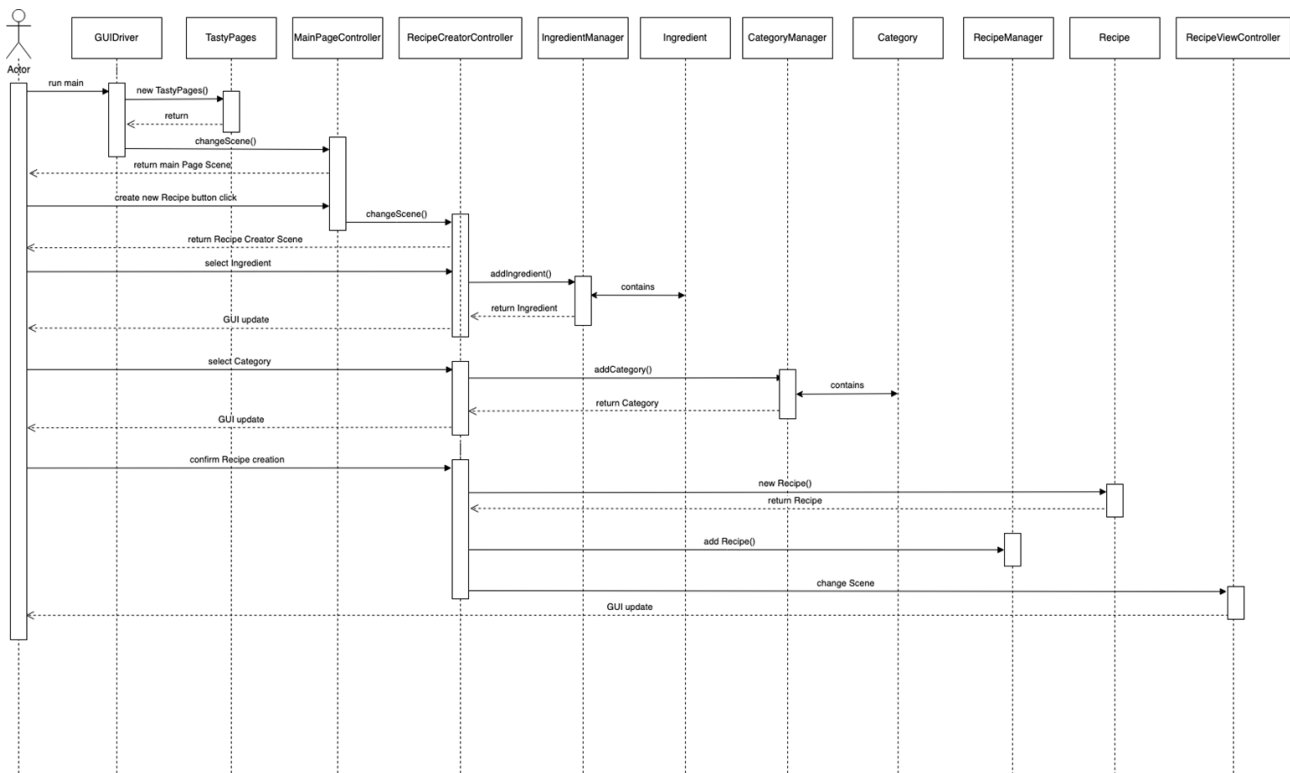 GUIDriver
TastyPages
MainPageController
RecipeCreatorController
IngredientManager
Ingredient
CategoryManager
Category
RecipeManager
Recipe
RecipeViewController
Actor
run main
new TastyPages()
return
changeScene()
return main Page Scene
create new Recipe button click
changeScene()
return Recipe Creator Scene
select Ingredient
addIngredient()
contains
return Ingredient
GUI update
select Category
addCategory()
contains
return Category
GUI update
confirm Recipe creation
new Recipe()
return Recipe
add Recipe()
change Scene
GUI update